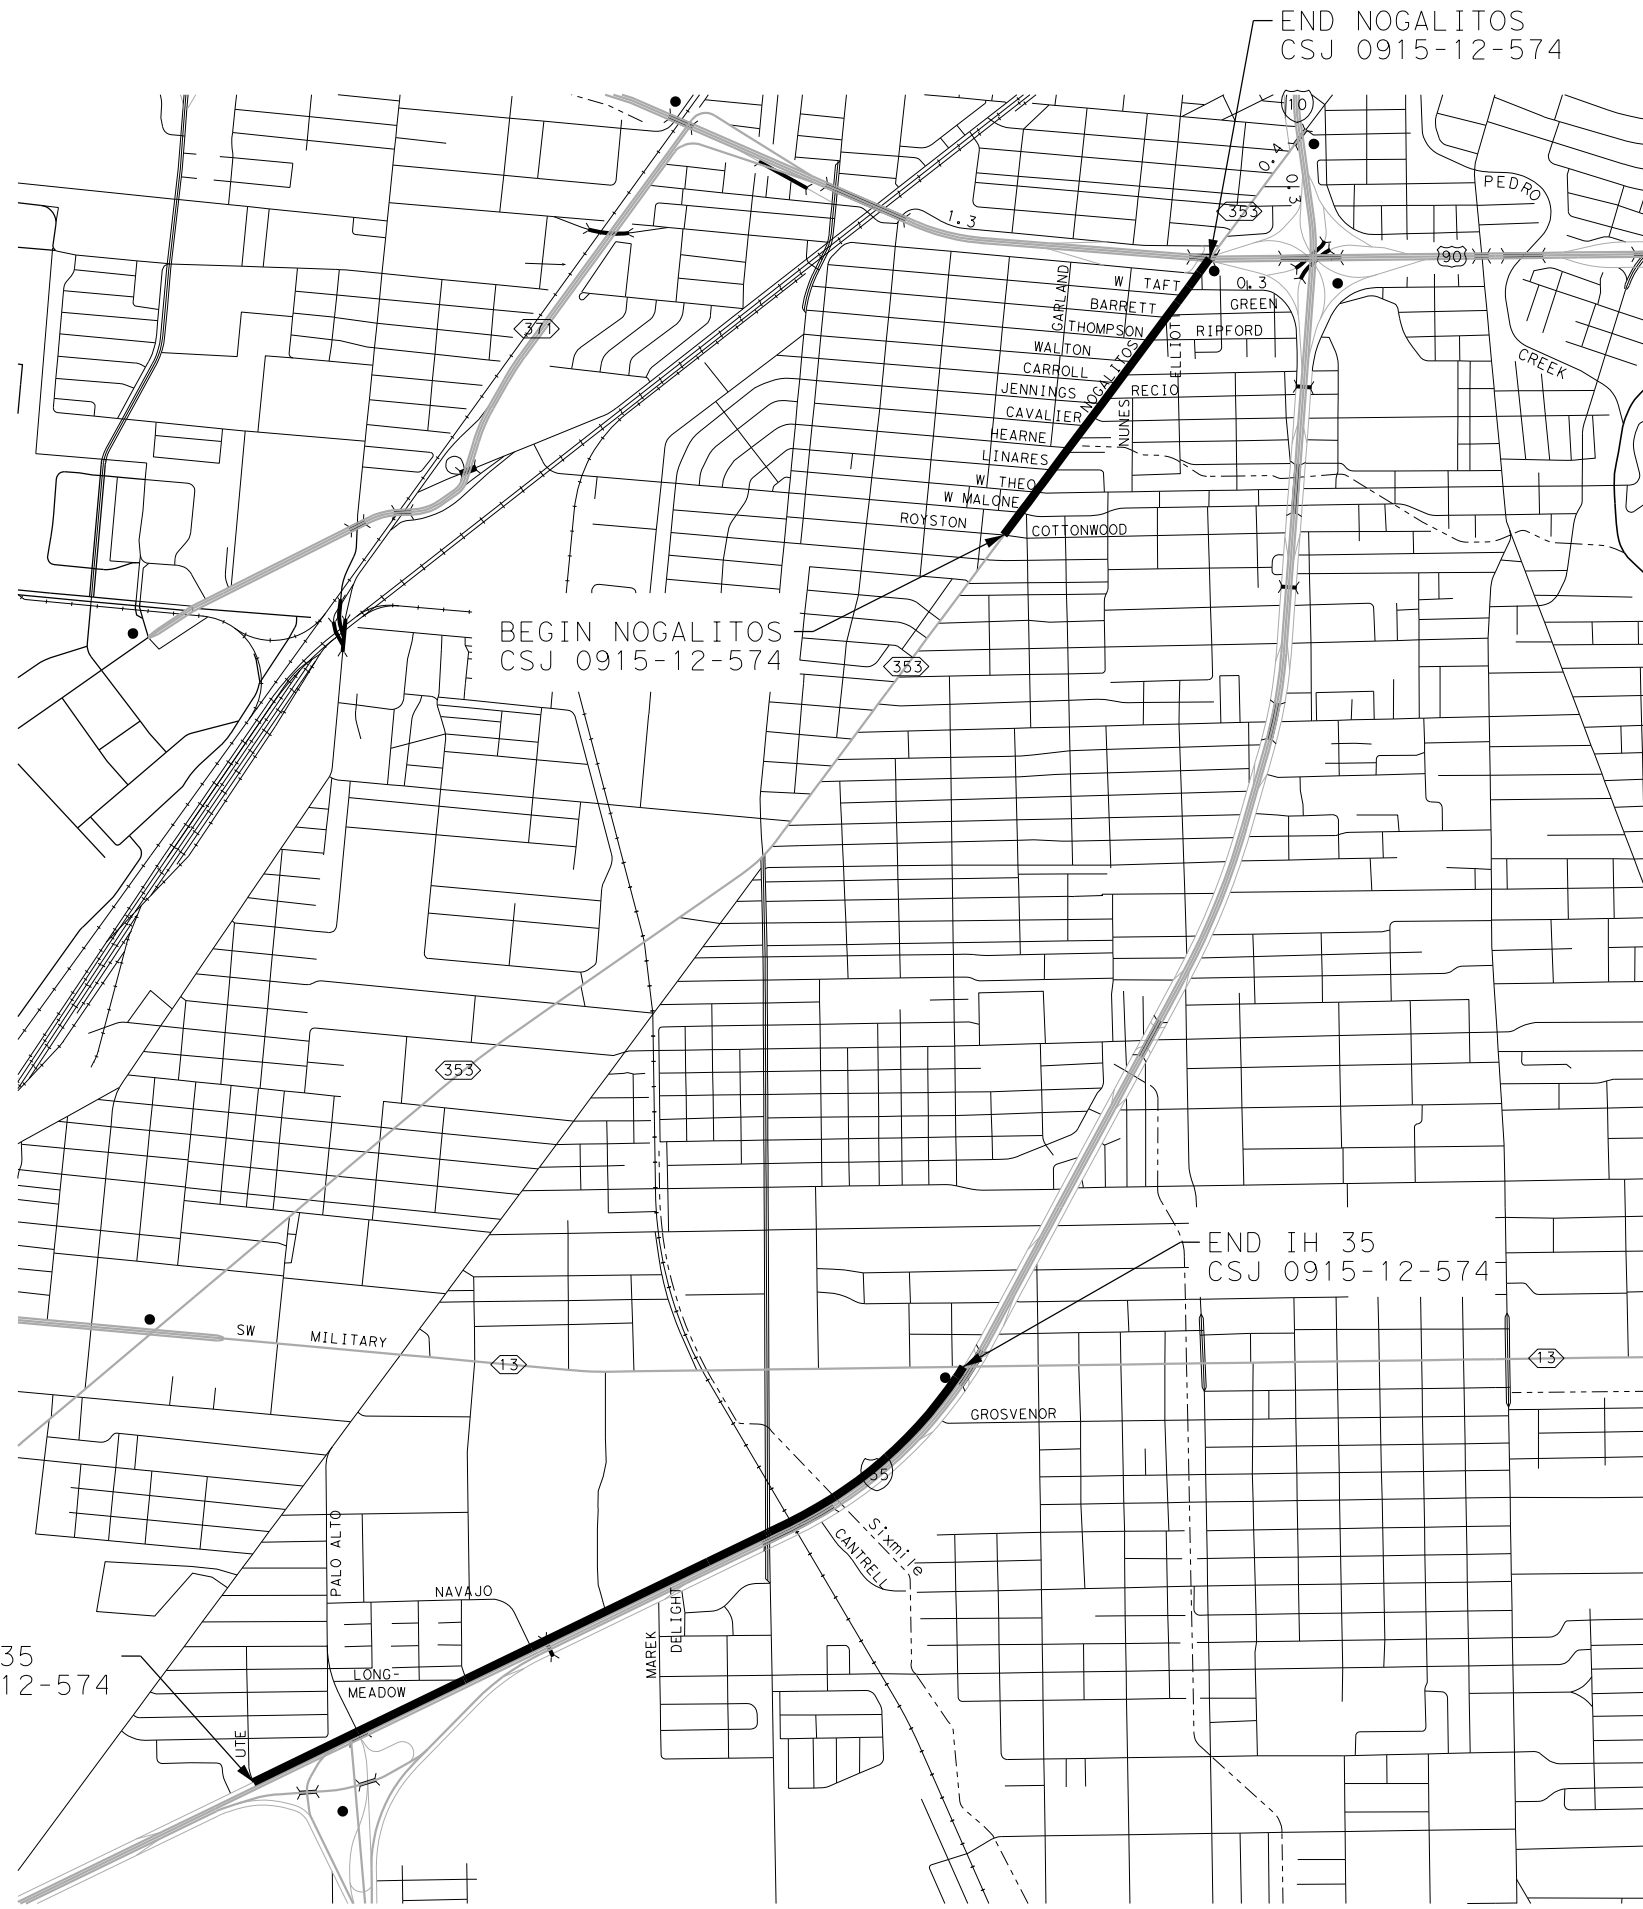 END NOGALITOS
CSJ 0915-12-574
10
0.4
0.3
PEDRO
353
1.3
90
GARLAND
W TAFT
0.3
BARRETT
GREEN
371
THOMPSON
RIPFORD
ELLIOT
WALTON
NOGALITOS
CREEK
CARROLL
JENNINGS
RECIO
CAVALIER
NUNES
HEARNE
LINARES
W THEO
W MALONE
ROYSTON
COTTONWOOD
BEGIN NOGALITOS
CSJ 0915-12-574
353
353
END IH 35
CSJ 0915-12-574
SW MILITARY
13
13
GROSVENOR
35
PALO ALTO
Sixmile
CANTRELL
NAVAJO
DELIGHT
MAREK
35
12-574
LONG-
MEADOW
UTE